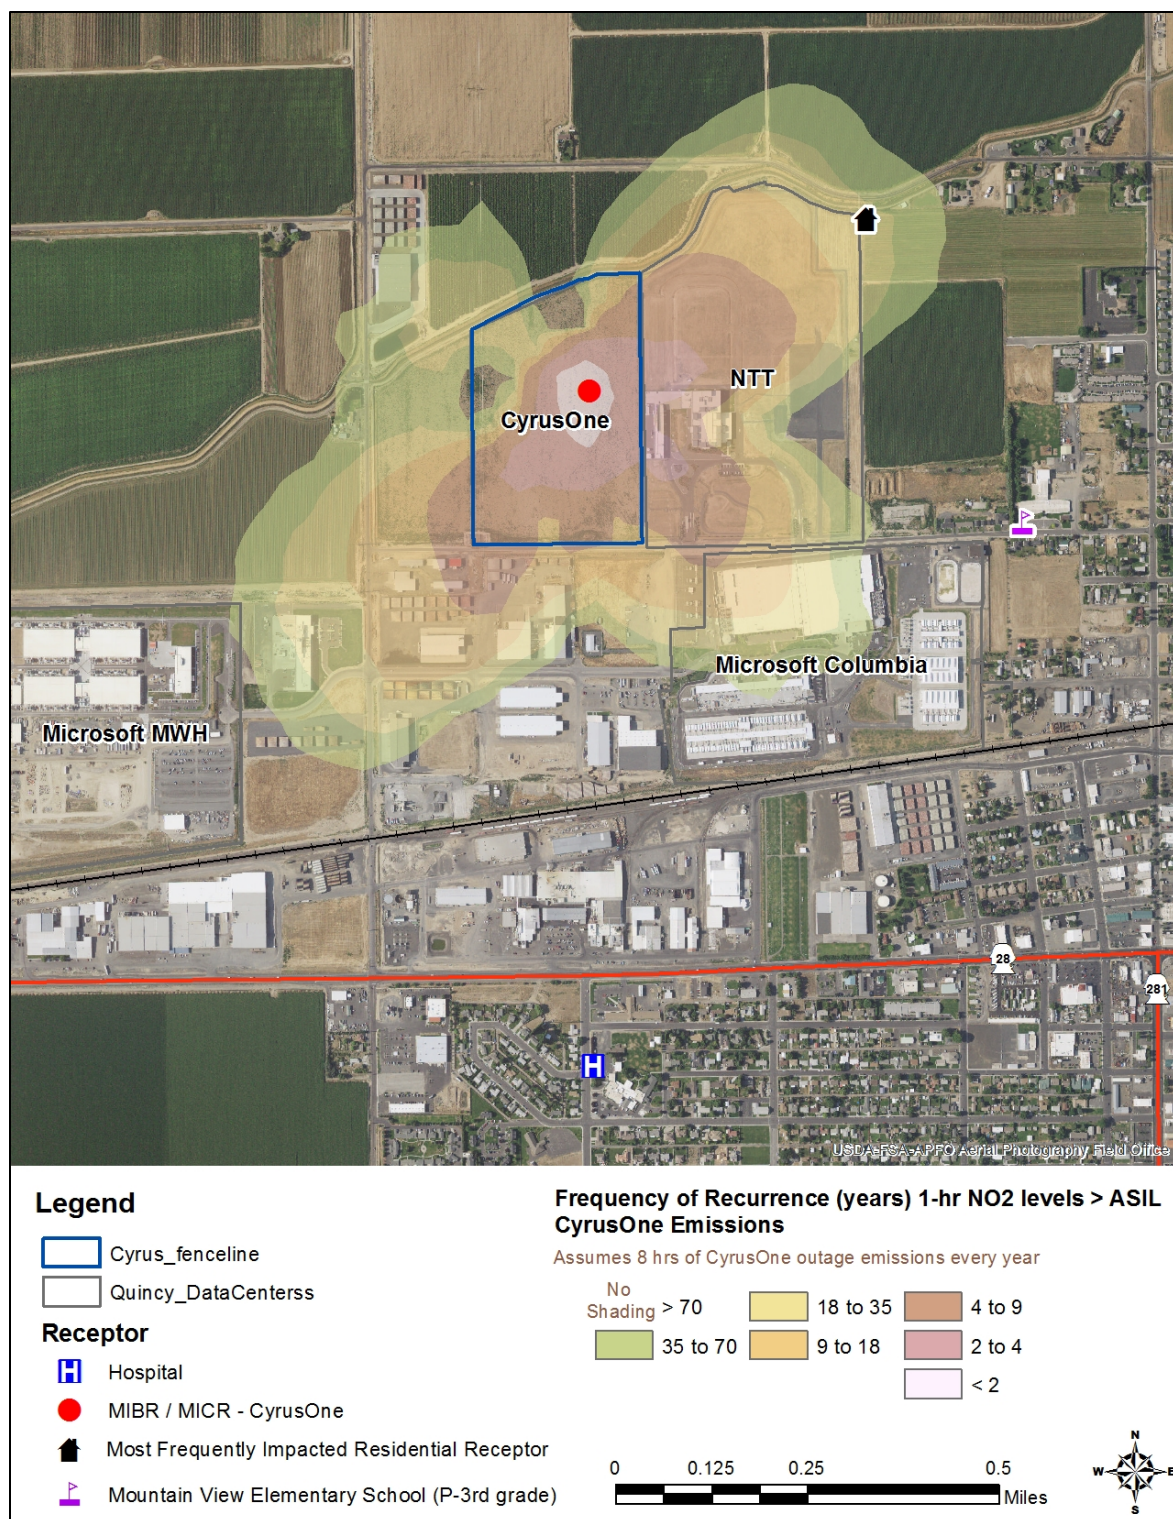 NTT
CyrusOne
Microsoft Columbia
Microsoft MWH
28
281
H
USDA-FSA-APFO Aerial Photography Field Office
Legend
Cyrus_fenceline
Quincy_DataCenterss
Receptor
H
Hospital
MIBR / MICR - CyrusOne
Most Frequently Impacted Residential Receptor
Mountain View Elementary School (P-3rd grade)
Frequency of Recurrence (years) 1-hr NO2 levels > ASIL
CyrusOne Emissions
Assumes 8 hrs of CyrusOne outage emissions every year
No
Shading > 70
18 to 35
4 to 9
35 to 70
9 to 18
2 to 4
< 2
0 0.125 0.25 0.5
Miles
N
W E
S